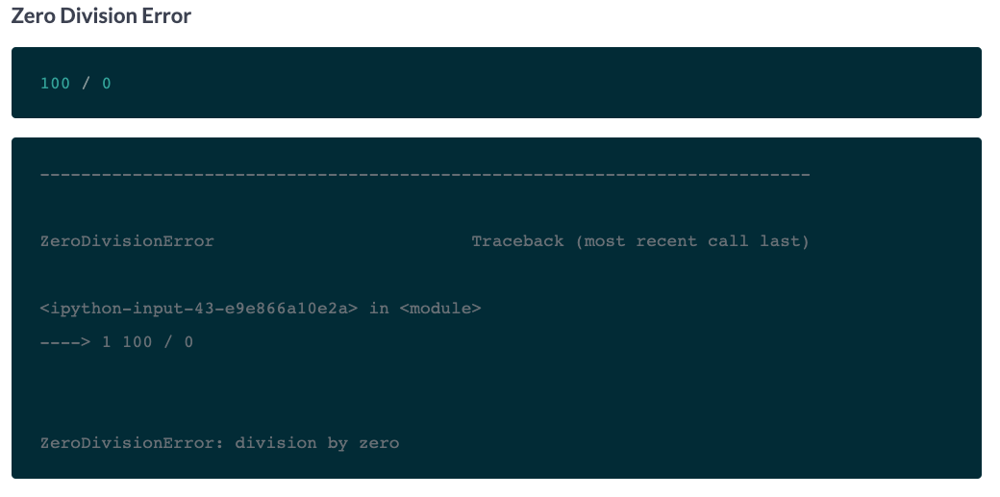 Zero Division Error
100 / 0
---------------------------------------------------------------------------
ZeroDivisionError                         Traceback (most recent call last)
<ipython-input-43-e9e866a10e2a> in <module>
----> 1 100 / 0
ZeroDivisionError: division by zero